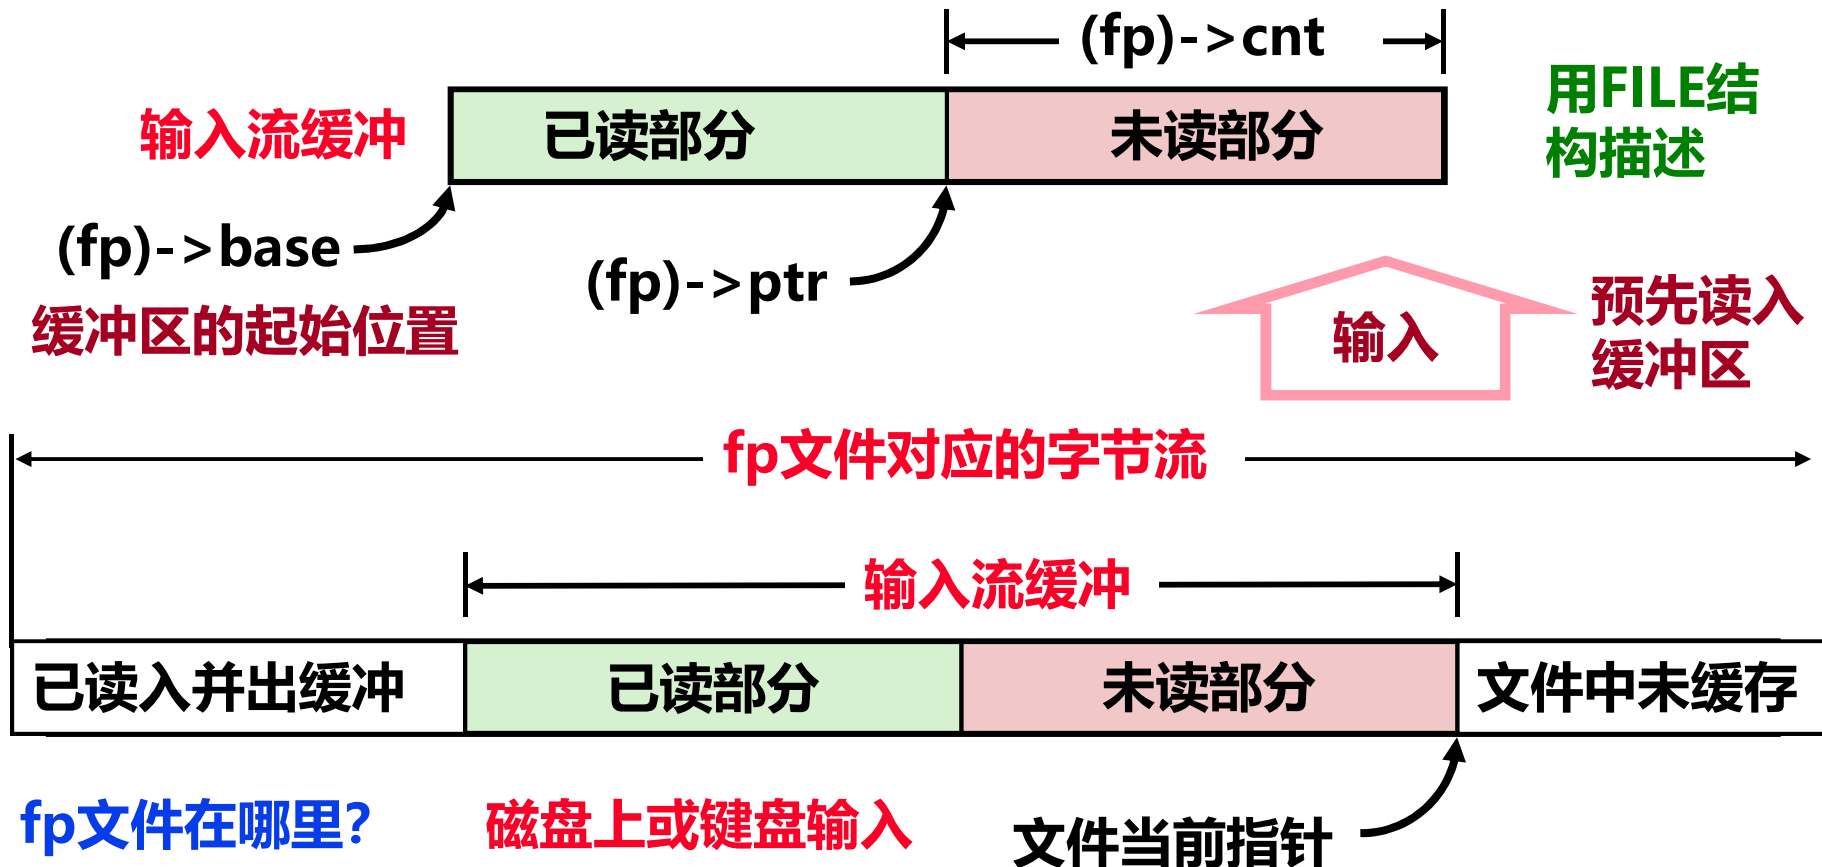 (fp)->cnt
输入流缓冲
已读部分
未读部分
用FILE结
构描述
(fp)->base
(fp)->ptr
缓冲区的起始位置
输入
预先读入
缓冲区
fp文件对应的字节流
输入流缓冲
已读入并出缓冲
已读部分
未读部分
文件中未缓存
fp文件在哪里?
磁盘上或键盘输入
文件当前指针